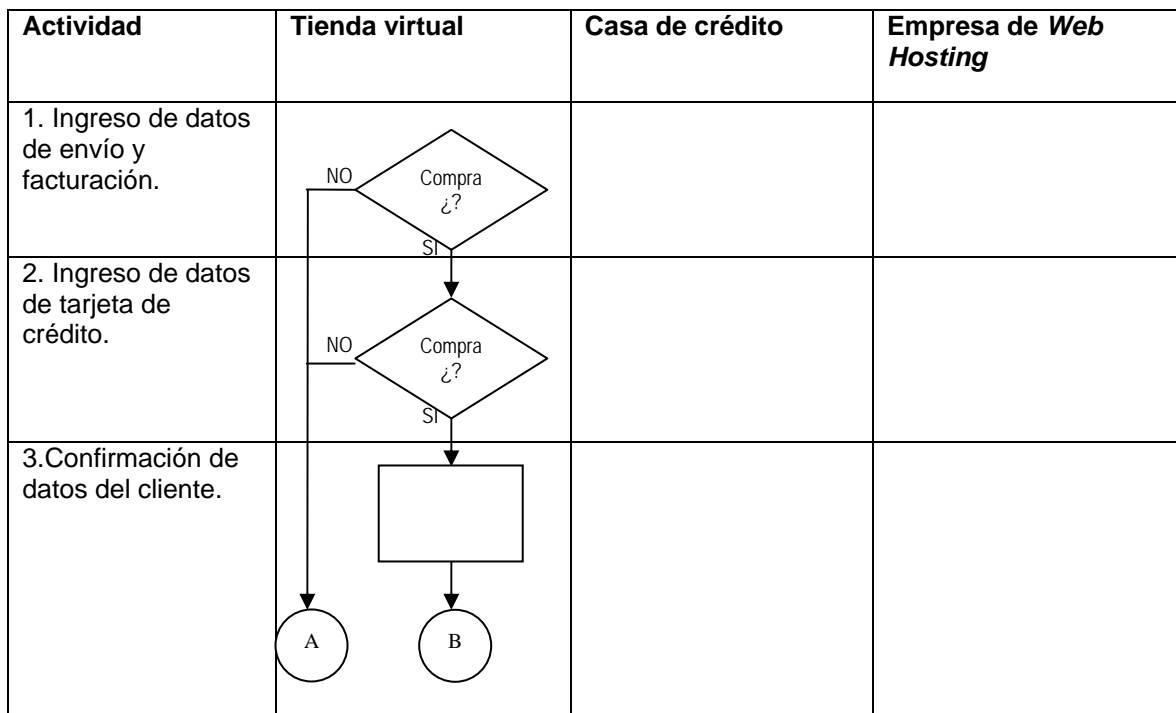 Actividad
Tienda virtual
Casa de crédito
Empresa de Web
Hosting
1. Ingreso de datos
de envío y
facturación.
NO
Compra
¿?
SI
2. Ingreso de datos
de tarjeta de
crédito.
NO
Compra
¿?
SI
3.Confirmación de
datos del cliente.
A
B